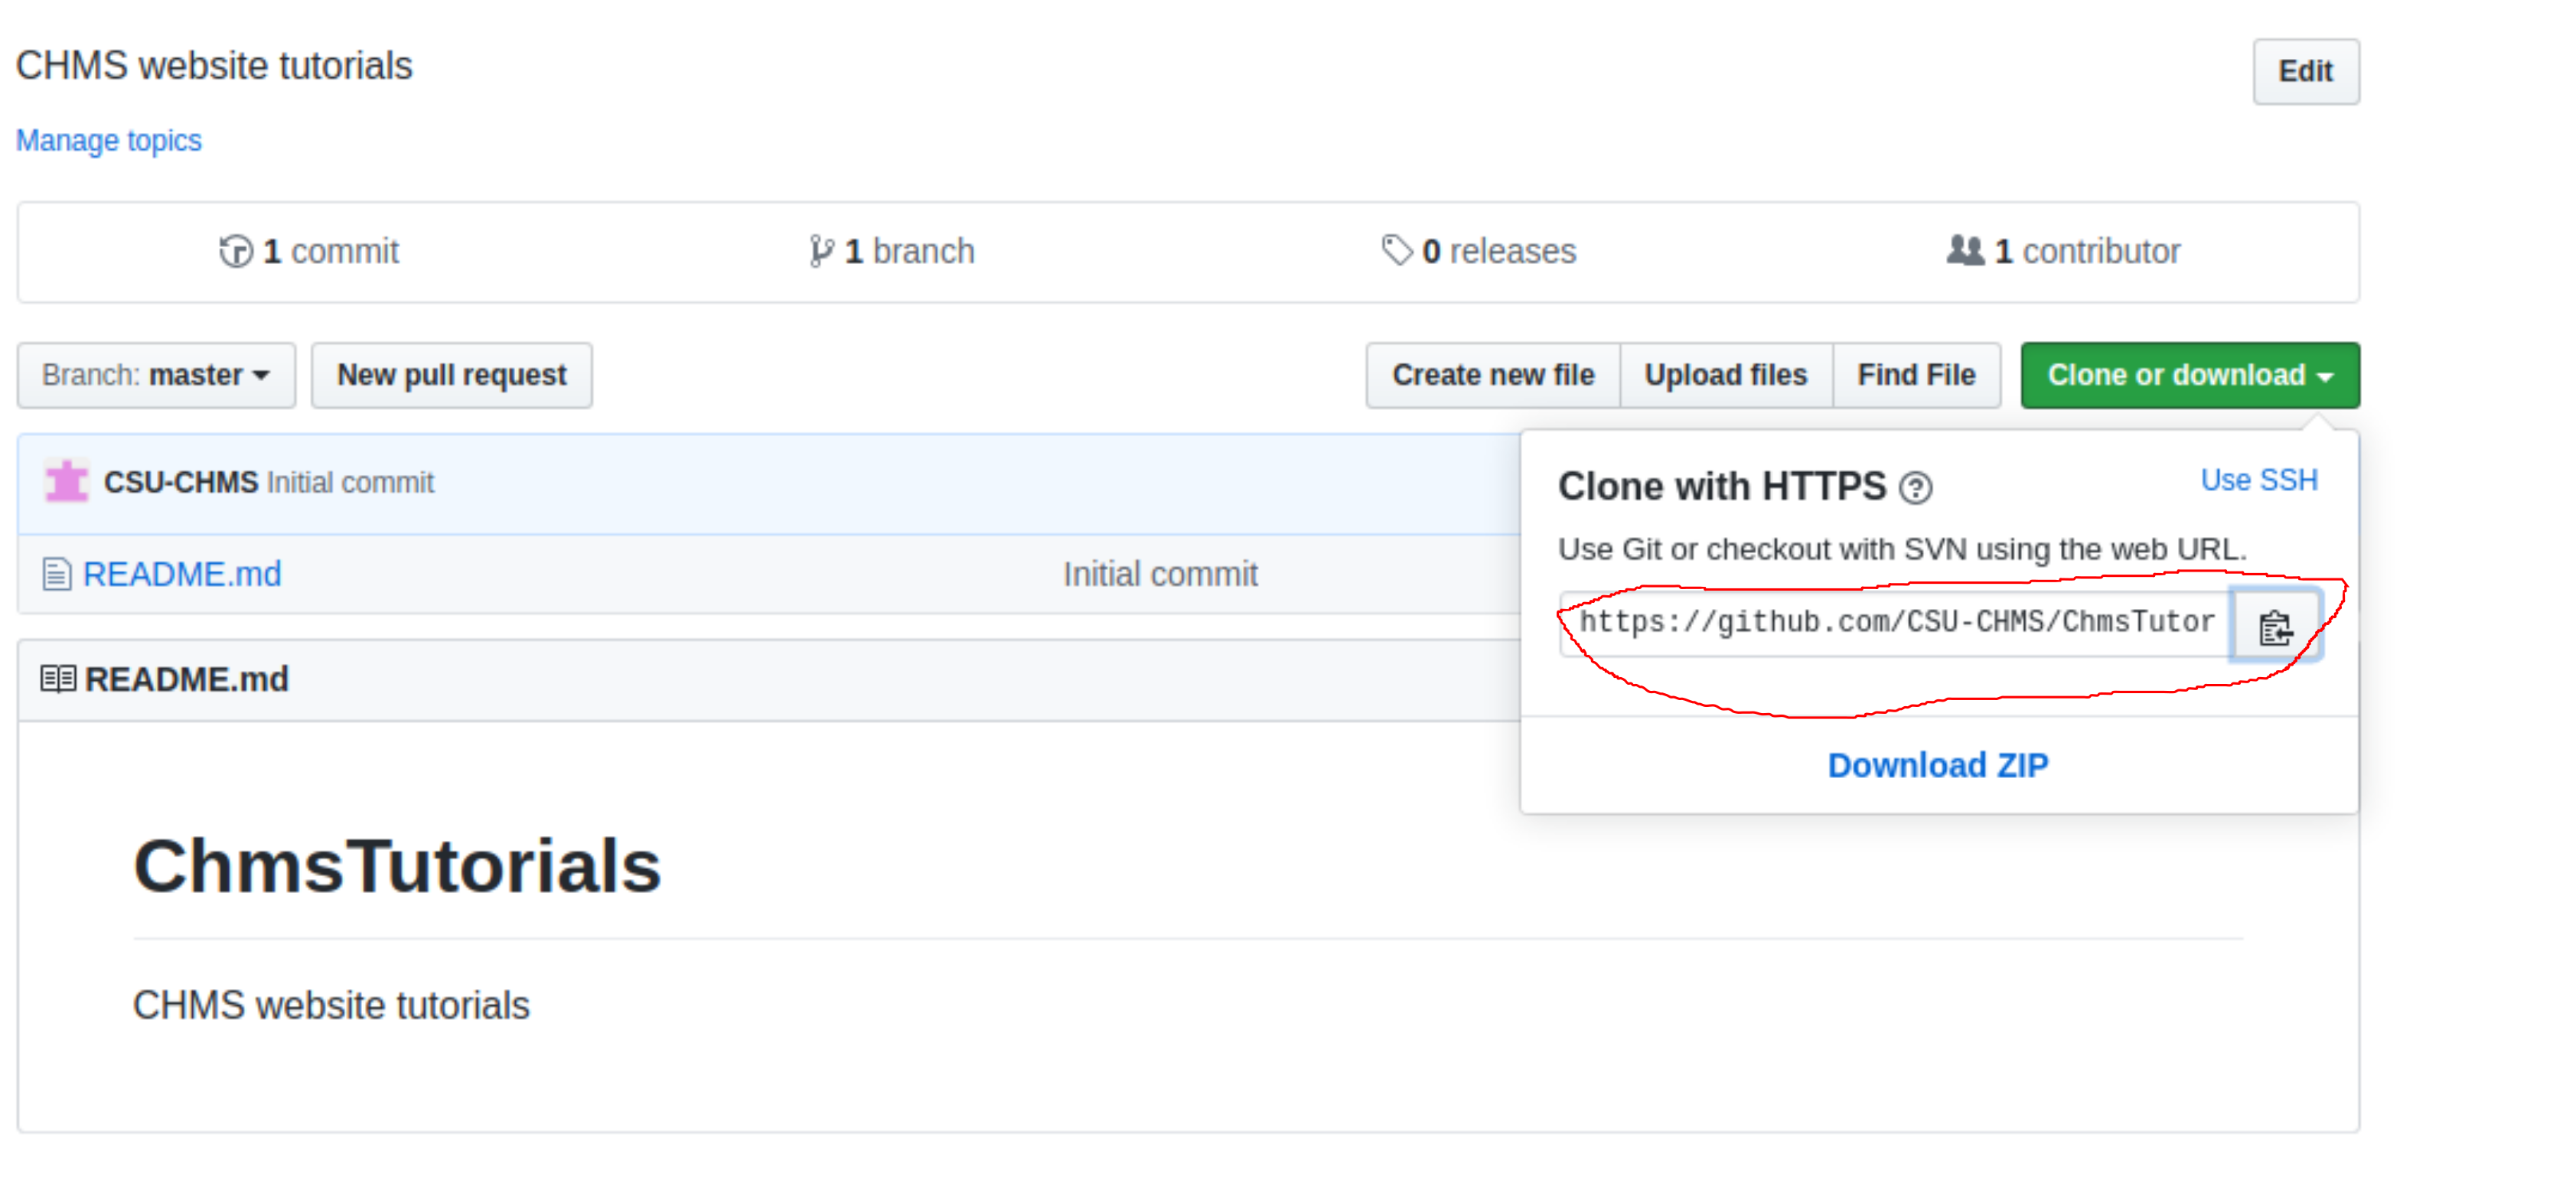 CHMS website tutorials
Edit
Manage topics
1 commit
1 branch
0 releases
1 contributor
Branch: master
New pull request
Create new file
Upload files
Find File
Clone or download
CSU-CHMS Initial commit
Clone with HTTPS
Use SSH
Use Git or checkout with SVN using the web URL.
README.md
Initial commit
https://github.com/CSU-CHMS/ChmsTutor
README.md
Download ZIP
ChmsTutorials
CHMS website tutorials